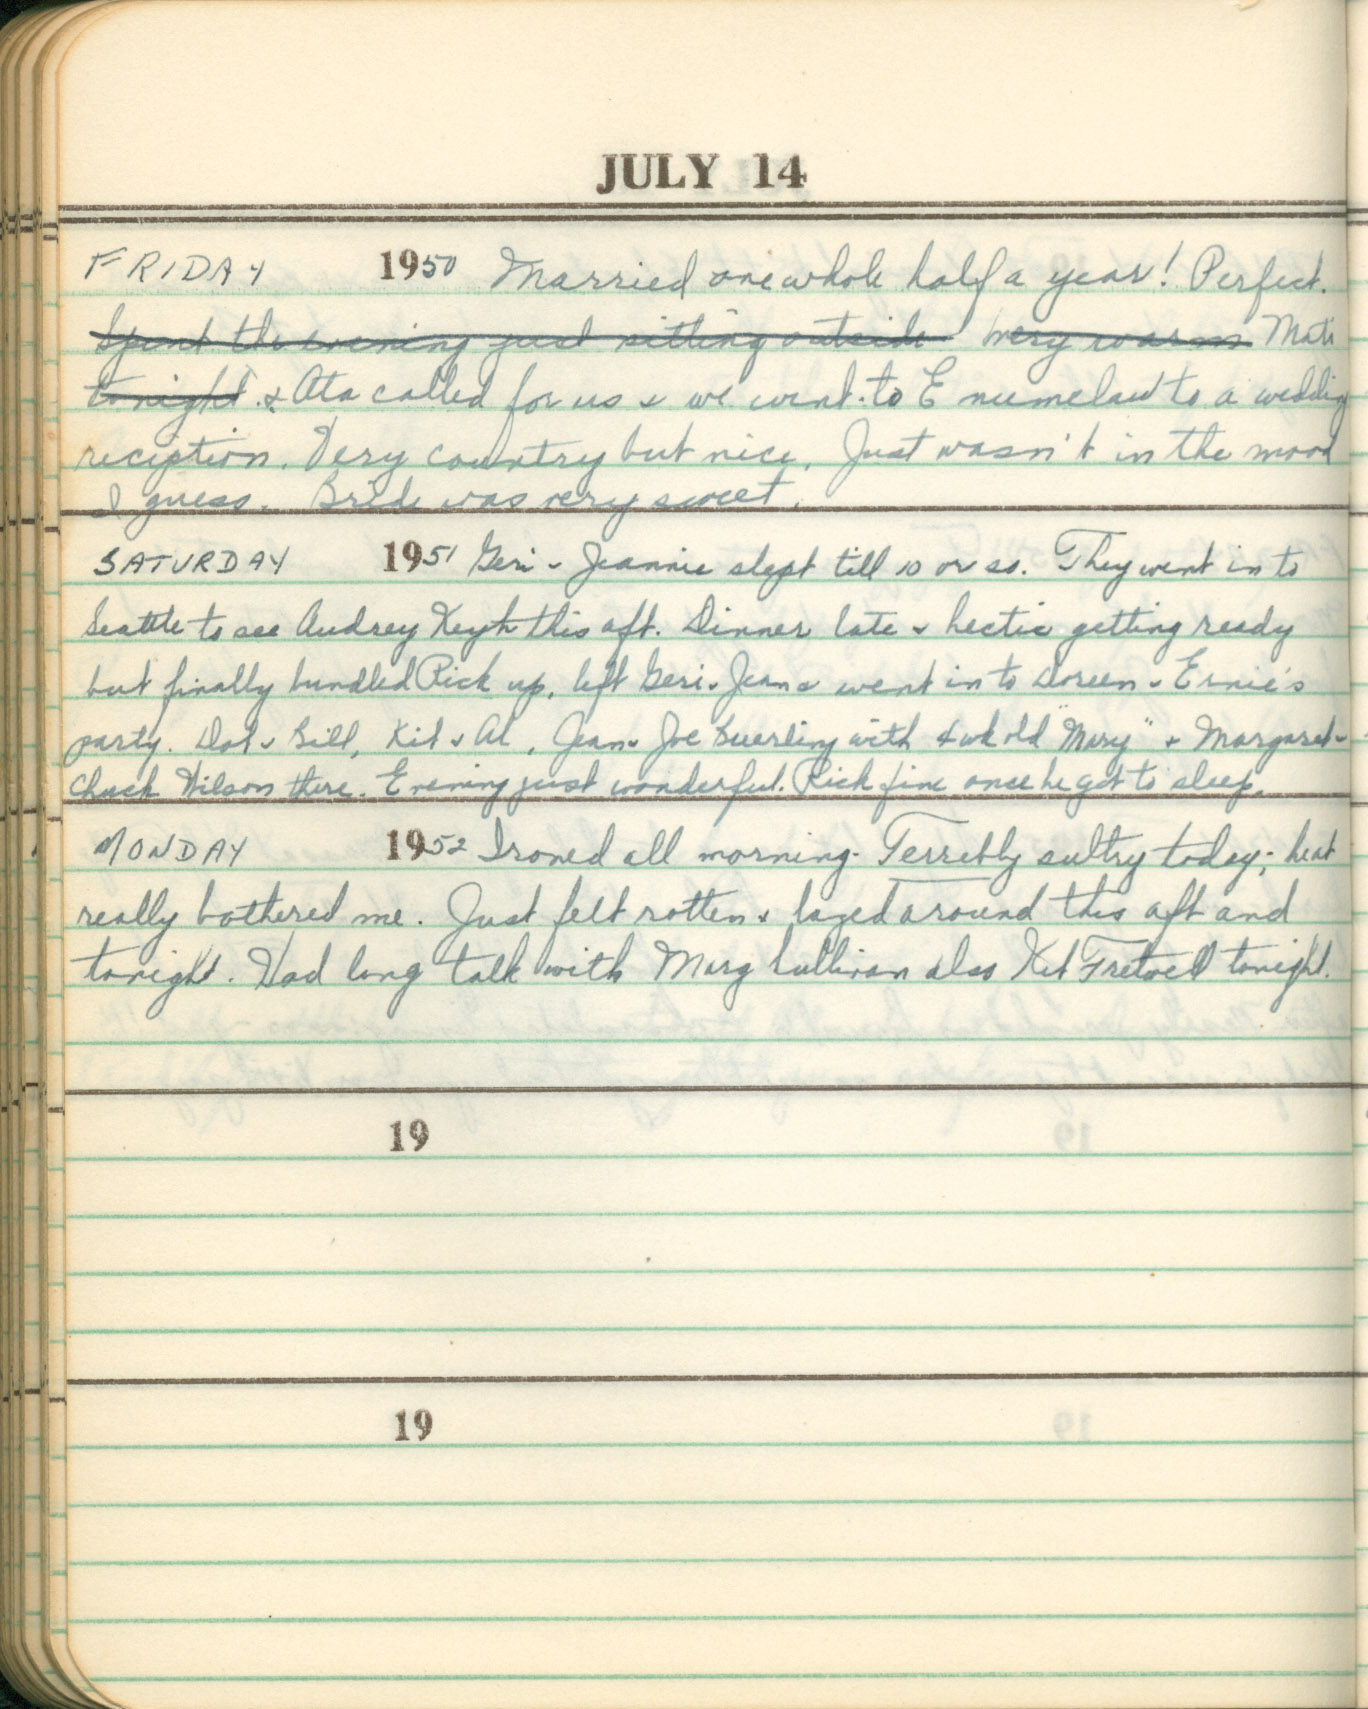 JULY 14
FRIDAY 1950 Married one whole half a year! Perfect.
Spent the evening just sitting outside very warm
tonight. & Ata called for us & we went to Enumclaw to a wedding
reception. Very country but nice. Just wasn't in the mood
I guess. Bride was very sweet.
SATURDAY 1951 Geri & Jeannie slept till 10 or so. They went in to
Seattle to see Audrey this aft. Dinner late & hectic getting ready
but finally bundled Rick up, left Geri & Jean & went in to Doreen & Ernie's
party. Dot & Bill, Kit & Al, Jean & Joe with 4 wk old "Mary" & Margaret &
Chuck Wilson there. Evening just wonderful. Rick fine once he got to sleep.
MONDAY 1952 Ironed all morning. Terribly sultry today; heat
really bothered me. Just felt rotten & lazed around this aft and
tonight. Had long talk with Marg Sullivan also Kit Fretwell tonight.
19
19